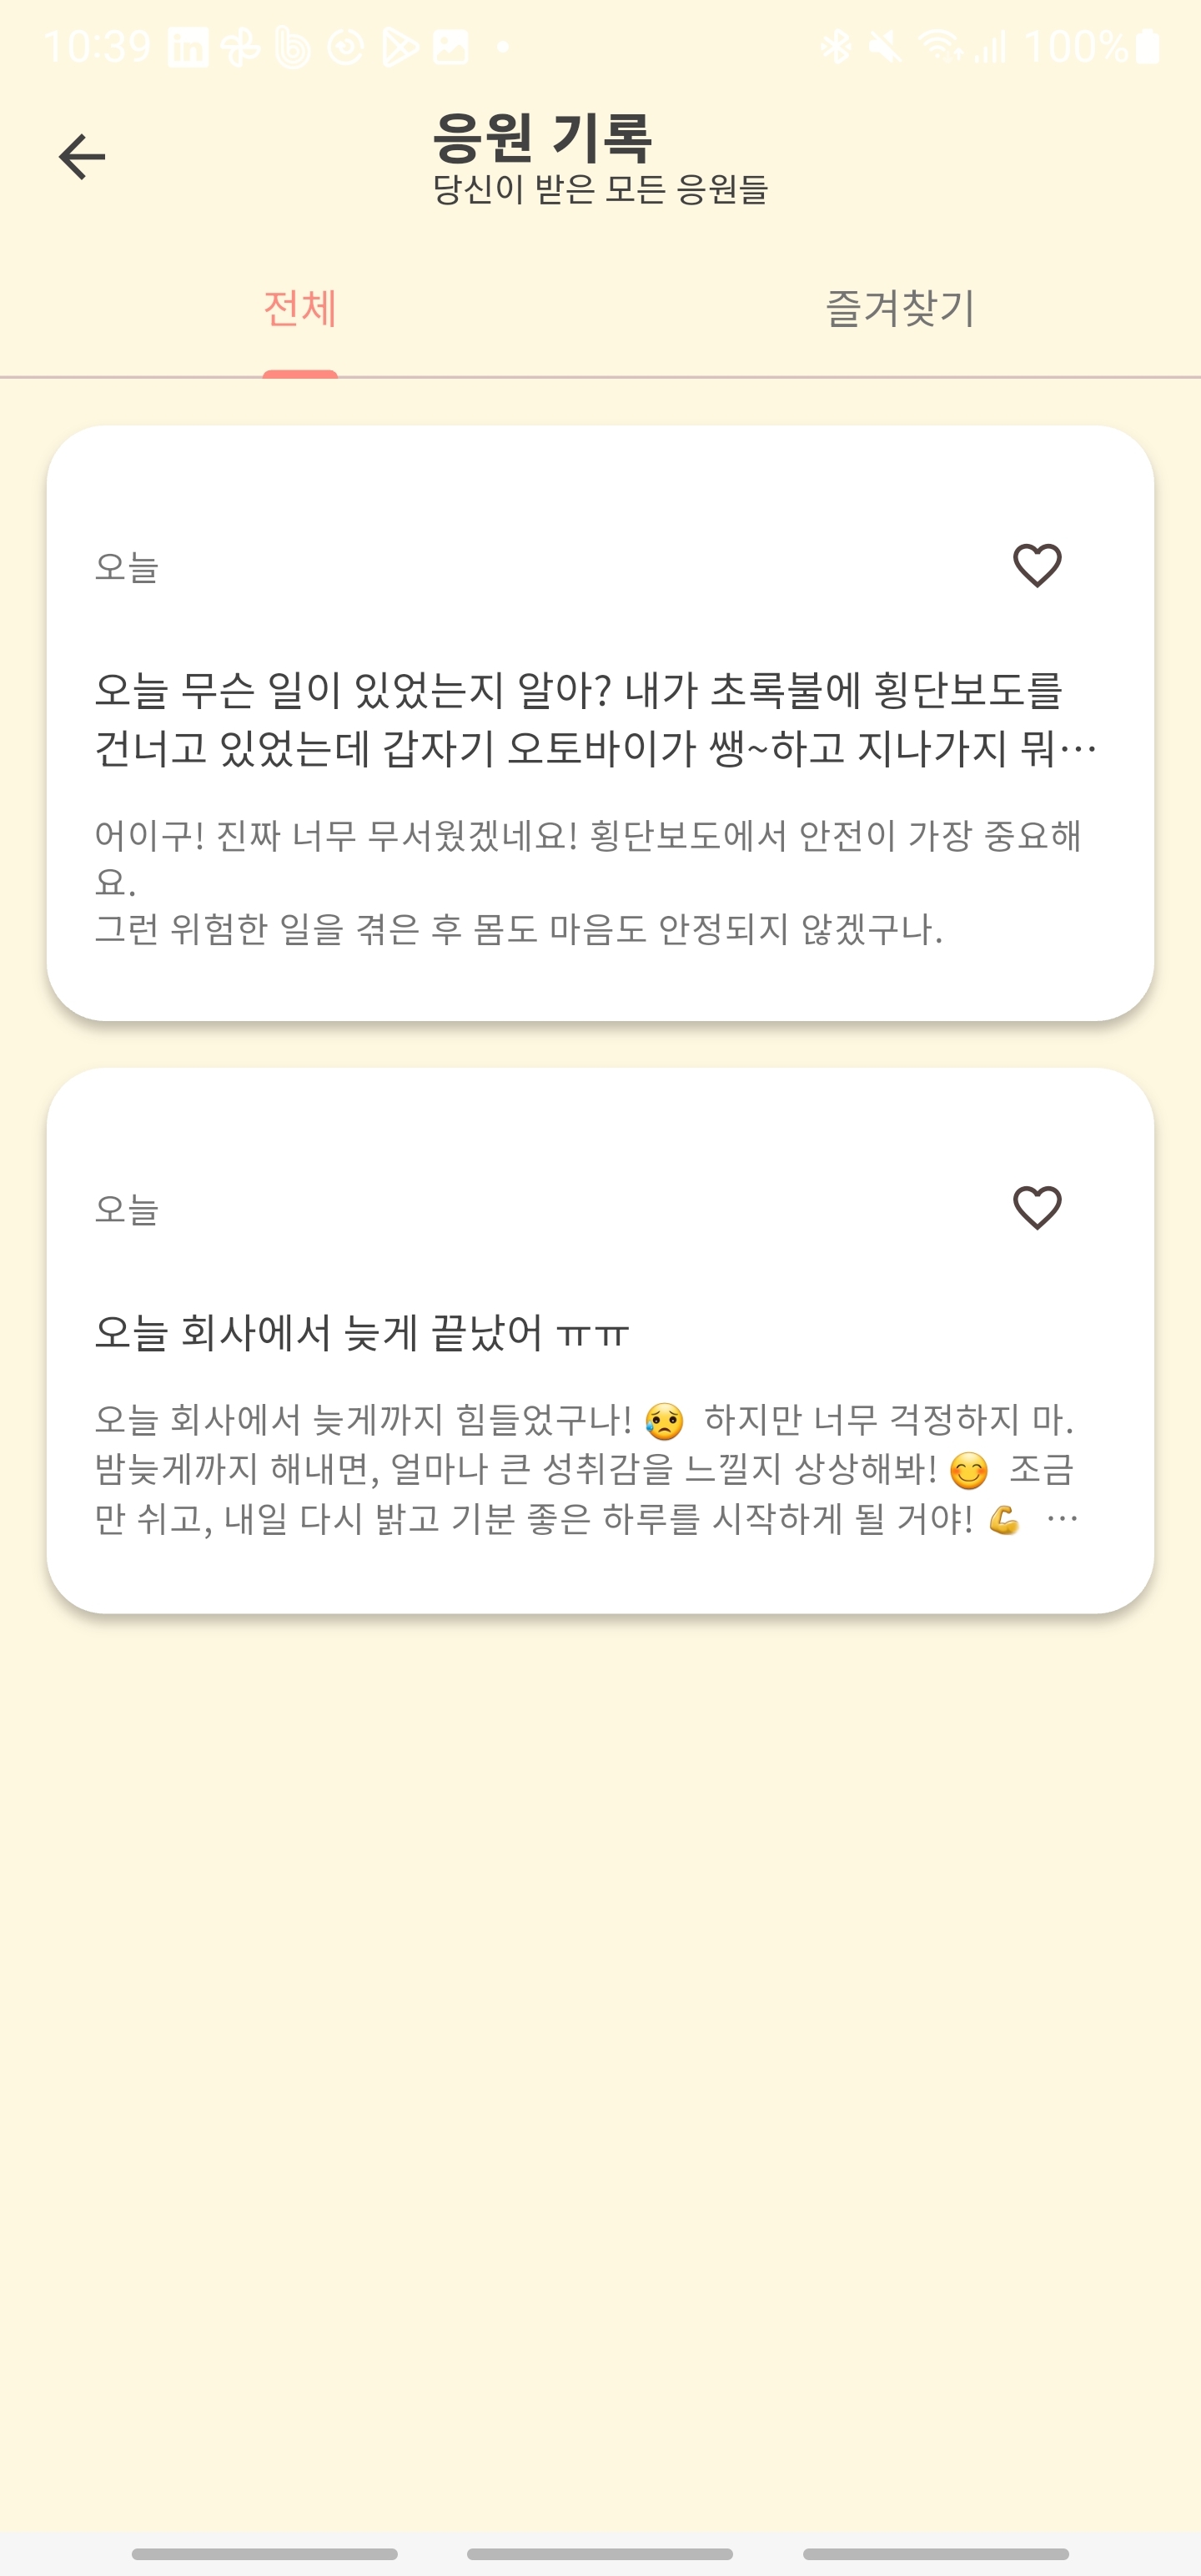 10:39
100%
응원 기록
당신이 받은 모든 응원들
전체
즐겨찾기
오늘
오늘 무슨 일이 있었는지 알아? 내가 초록불에 횡단보도를
건너고 있었는데 갑자기 오토바이가 쌩~하고 지나가지 뭐…
어이구! 진짜 너무 무서웠겠네요! 횡단보도에서 안전이 가장 중요해
요.
그런 위험한 일을 겪은 후 몸도 마음도 안정되지 않겠구나.
오늘
오늘 회사에서 늦게 끝났어 ㅠㅠ
오늘 회사에서 늦게까지 힘들었구나! 😥 하지만 너무 걱정하지 마.
밤늦게까지 해내면, 얼마나 큰 성취감을 느낄지 상상해봐! 😊 조금
만 쉬고, 내일 다시 밝고 기분 좋은 하루를 시작하게 될 거야! 💪 …